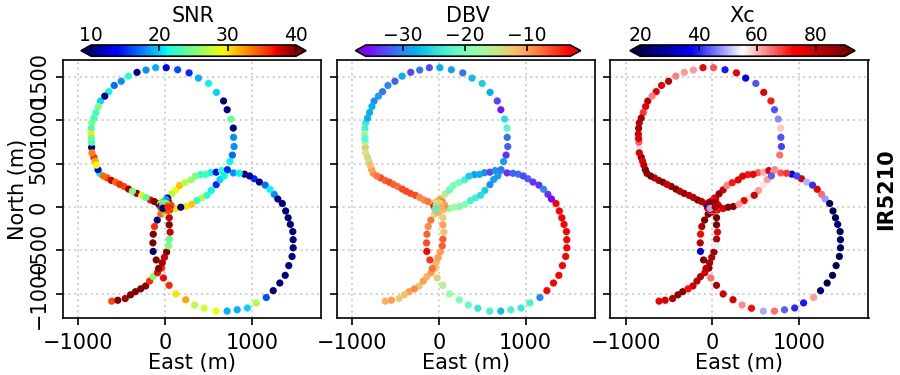 SNR DBV Xc
10 20 30 40 −30 −20 −10 20 40 60 80
North (m)
1500
1000
500
0
−500
−1000
IR5210
−1000 0 1000 −1000 0 1000 −1000 0 1000
East (m) East (m) East (m)